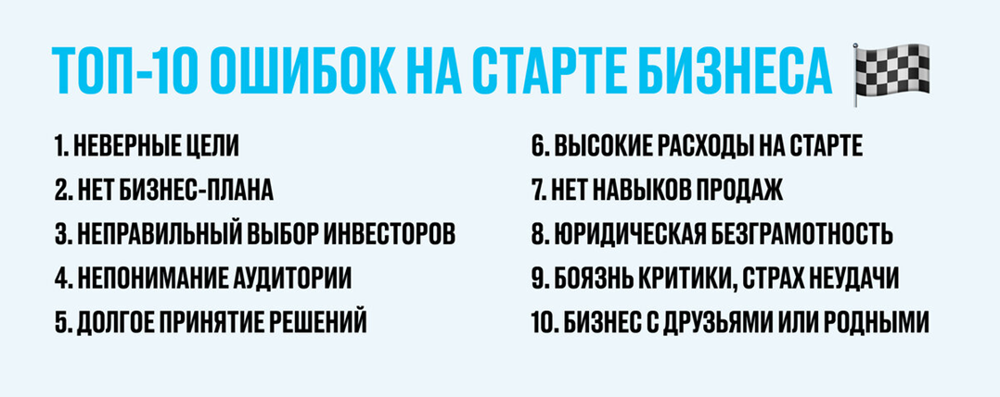 ТОП-10 ОШИБОК НА СТАРТЕ БИЗНЕСА
1. НЕВЕРНЫЕ ЦЕЛИ
2. НЕТ БИЗНЕС-ПЛАНА
3. НЕПРАВИЛЬНЫЙ ВЫБОР ИНВЕСТОРОВ
4. НЕПОНИМАНИЕ АУДИТОРИИ
5. ДОЛГОЕ ПРИНЯТИЕ РЕШЕНИЙ
6. ВЫСОКИЕ РАСХОДЫ НА СТАРТЕ
7. НЕТ НАВЫКОВ ПРОДАЖ
8. ЮРИДИЧЕСКАЯ БЕЗГРАМОТНОСТЬ
9. БОЯЗНЬ КРИТИКИ, СТРАХ НЕУДАЧИ
10. БИЗНЕС С ДРУЗЬЯМИ ИЛИ РОДНЫМИ